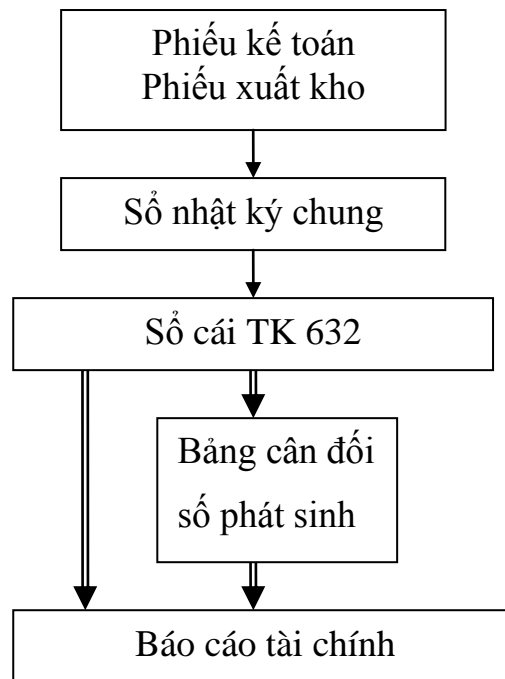 Phiếu kế toán
Phiếu xuất kho
Sổ nhật ký chung
Sổ cái TK 632
Bảng cân đối
số phát sinh
Báo cáo tài chính